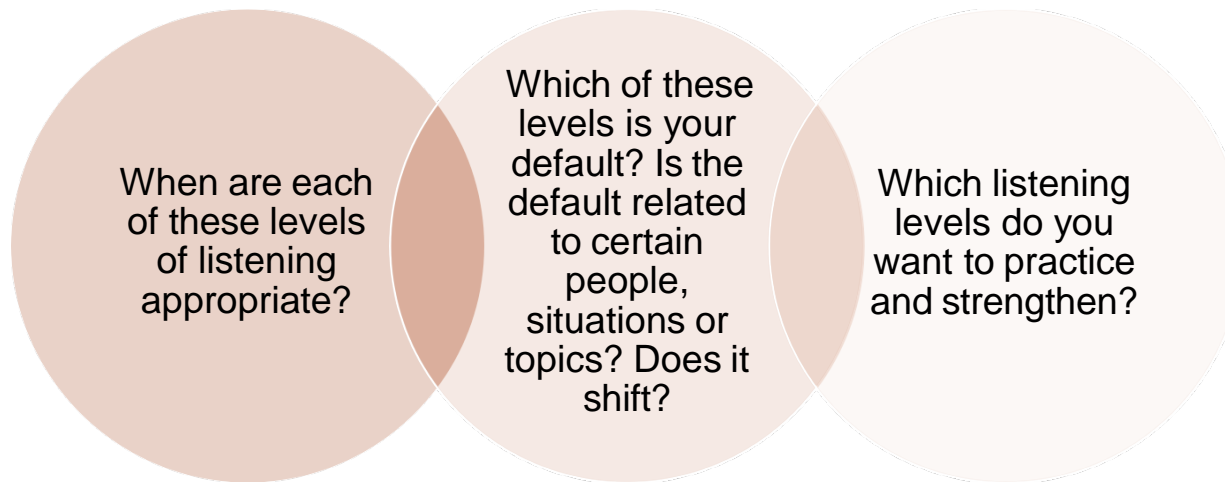 When are each
of these levels
of listening
appropriate?
Which of these
levels is your
default? Is the
default related
to certain
people,
situations or
topics? Does it
shift?
Which listening
levels do you
want to practice
and strengthen?